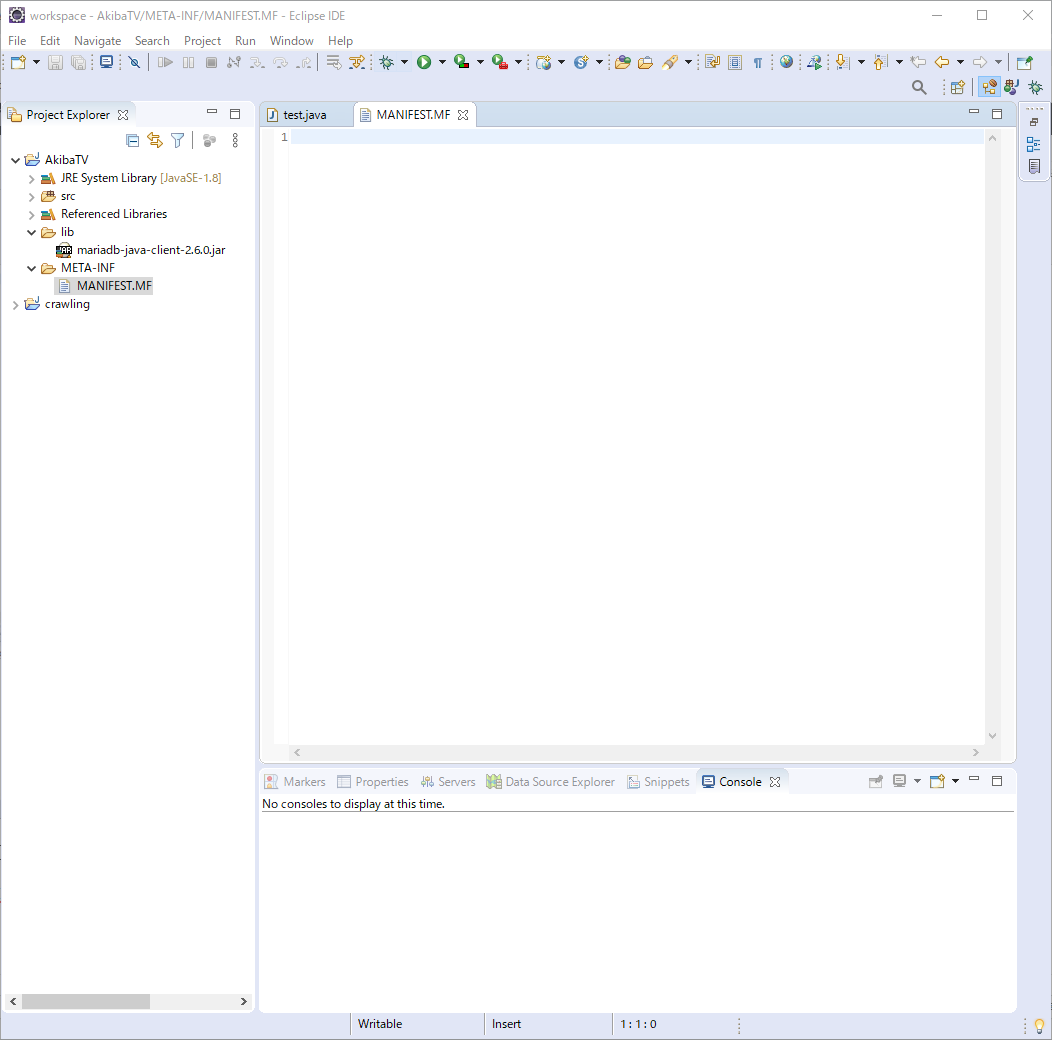 workspace - AkibaTV/META-INF/MANIFEST.MF - Eclipse IDE
File Edit Navigate Search Project Run Window Help
Project Explorer
test.java
MANIFEST.MF
1
AkibaTV
JRE System Library [JavaSE-1.8]
src
Referenced Libraries
lib
mariadb-java-client-2.6.0.jar
META-INF
MANIFEST.MF
crawling
Markers Properties Servers Data Source Explorer Snippets Console
No consoles to display at this time.
Writable Insert 1 : 1 : 0